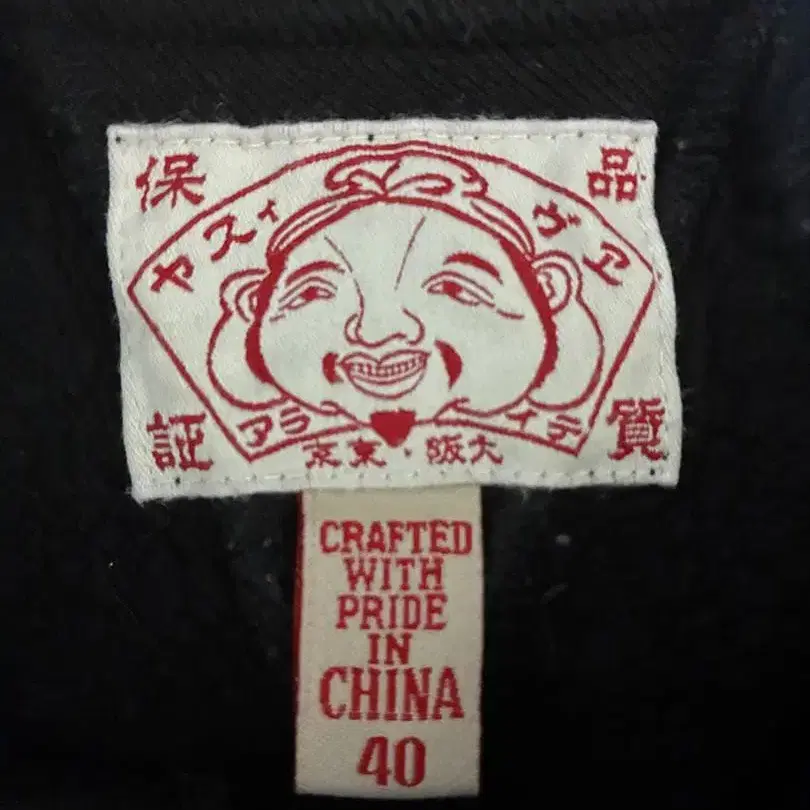 品質
保証
エヴィスヤ
テイラア
大阪・東京
CRAFTED
WITH
PRIDE
IN
CHINA
40